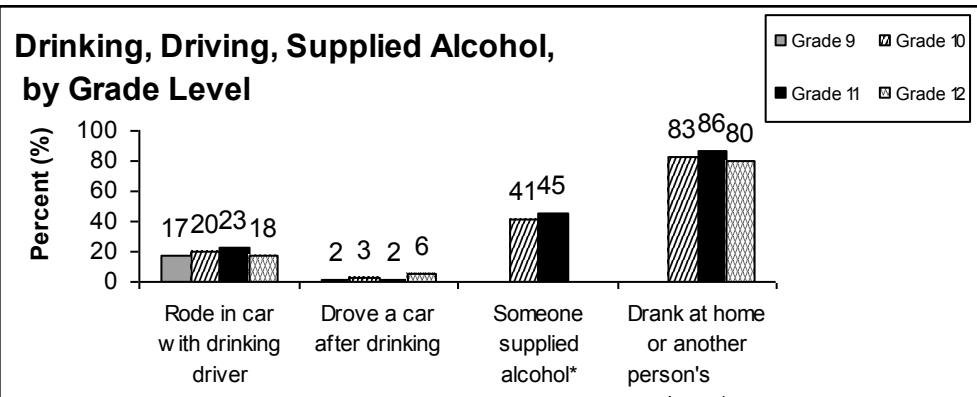 Drinking, Driving, Supplied Alcohol,
by Grade Level
Grade 9 Grade 10
Grade 11 Grade 12
Percent (%)
100
80
60
40
20
0
17 20 23 18
2 3 2 6
41 45
83 86 80
Rode in car
with drinking
driver
Drove a car
after drinking
Someone
supplied
alcohol*
Drank at home
or another
person's